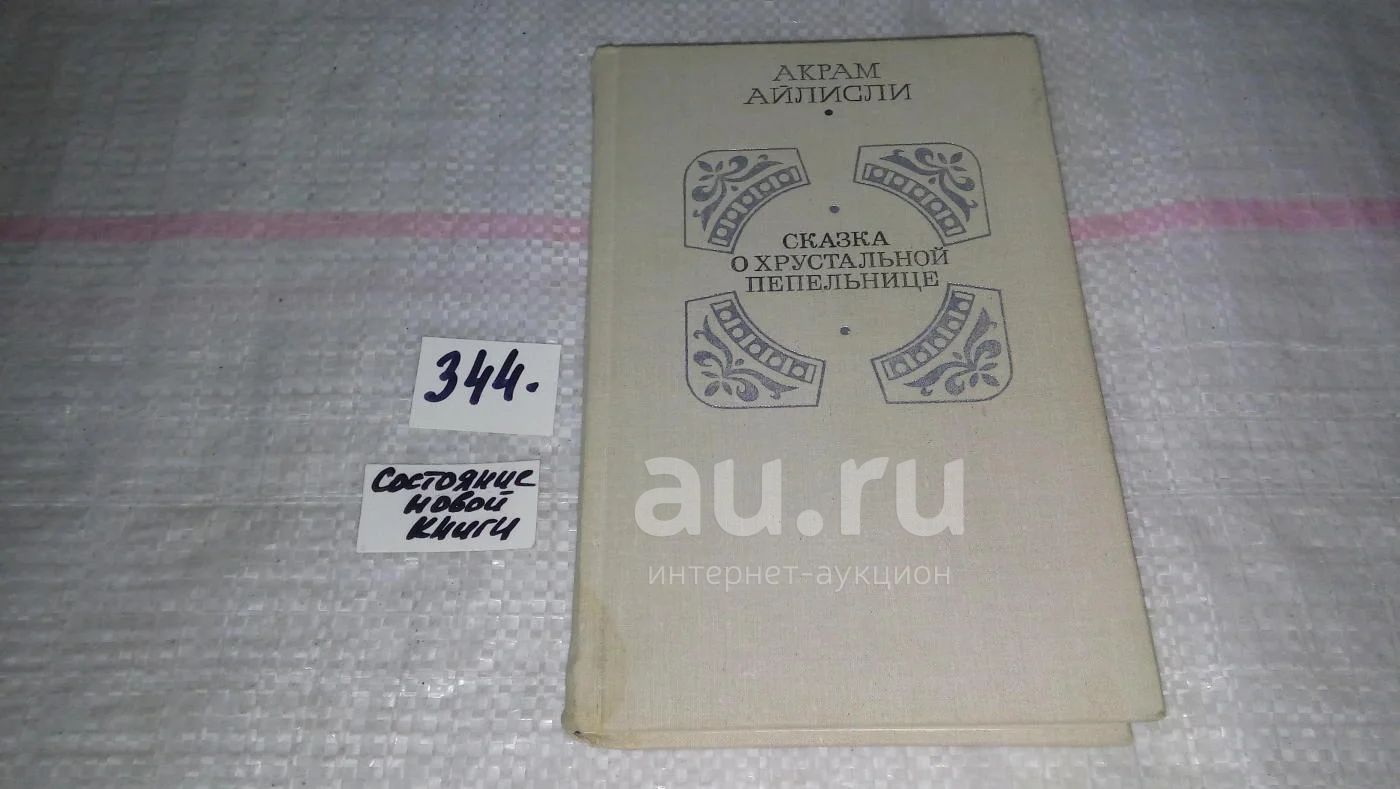 АКРАМ
АЙЛИСЛИ
СКАЗКА
О ХРУСТАЛЬНОЙ
ПЕПЕЛЬНИЦЕ
344.
Состояние
новой
книги
au.ru
интернет-аукцион